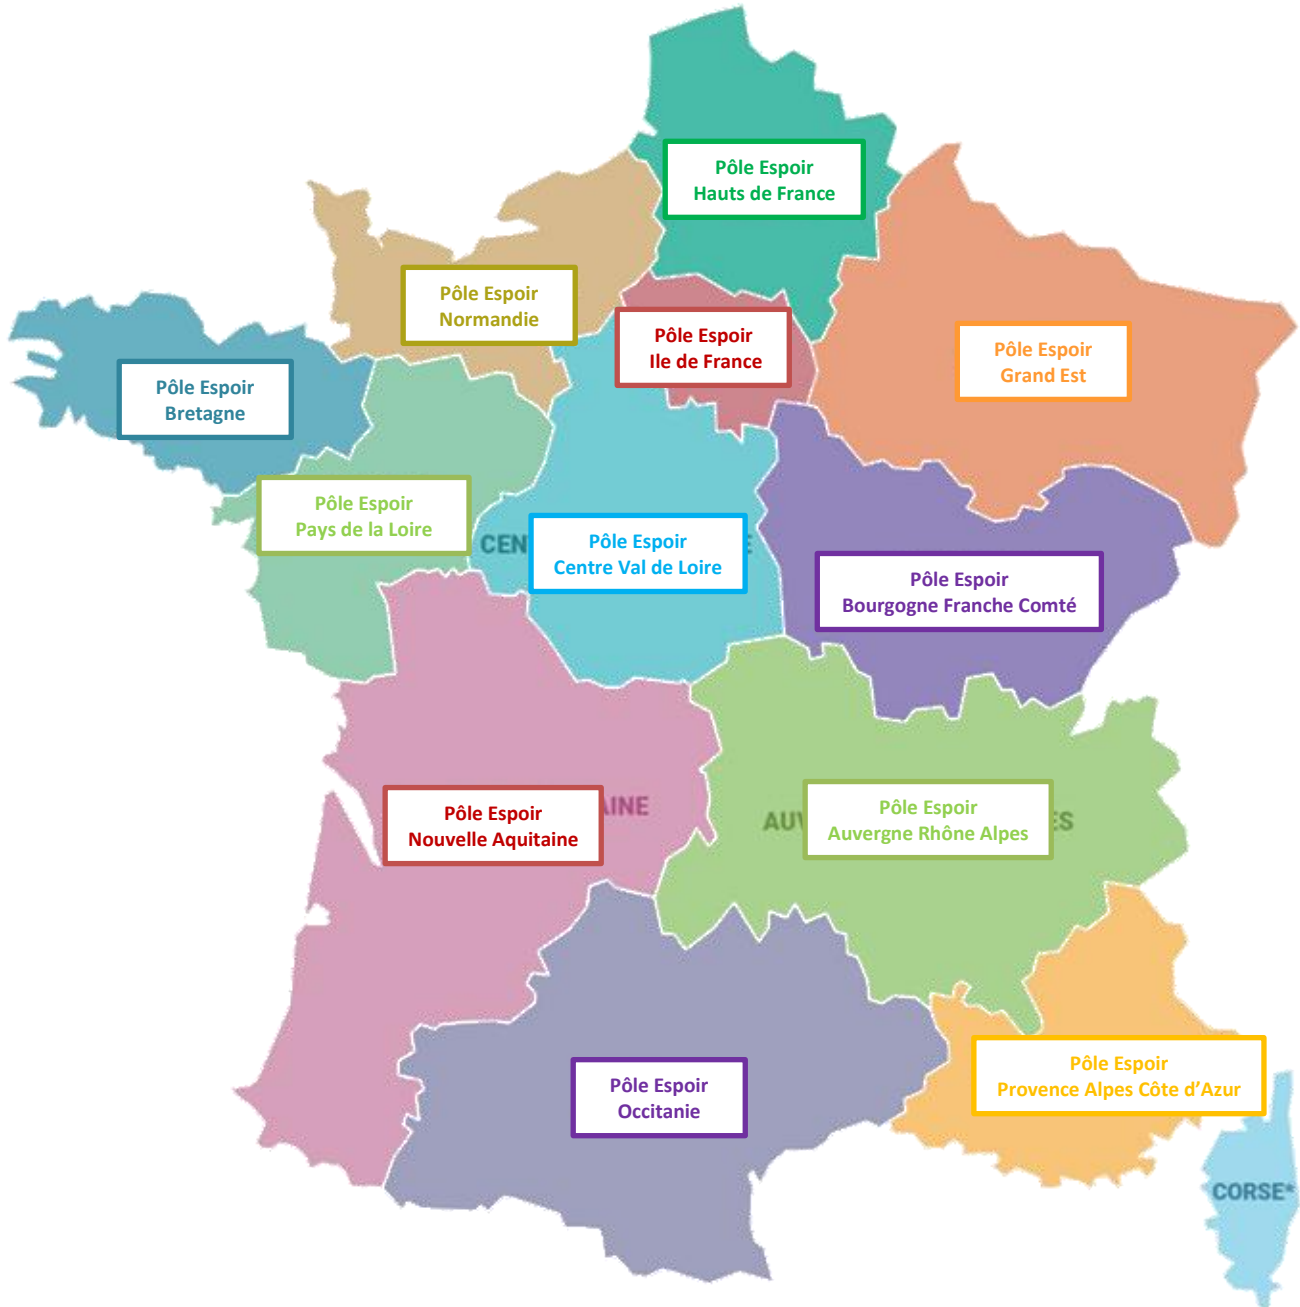 Pôle Espoir
Hauts de France
Pôle Espoir
Normandie
Pôle Espoir
Ile de France
Pôle Espoir
Grand Est
Pôle Espoir
Bretagne
Pôle Espoir
Pays de la Loire
CEN
Pôle Espoir
Centre Val de Loire
Pôle Espoir
Bourgogne Franche Comté
Pôle Espoir
Nouvelle Aquitaine
AINE
AU
Pôle Espoir
Auvergne Rhône Alpes
ES
Pôle Espoir
Occitanie
Pôle Espoir
Provence Alpes Côte d’Azur
CORSE*